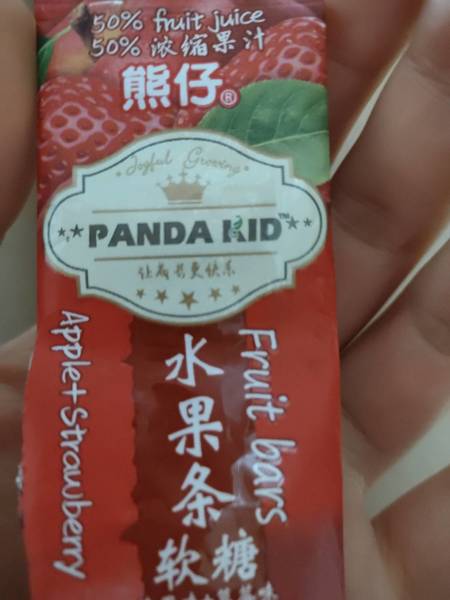 50% fruit juice
50% 浓缩果汁
熊仔®
Joyful Growing
PANDA KID™
让成长更快乐
Apple+Strawberry
Fruit bars
水果条
软糖